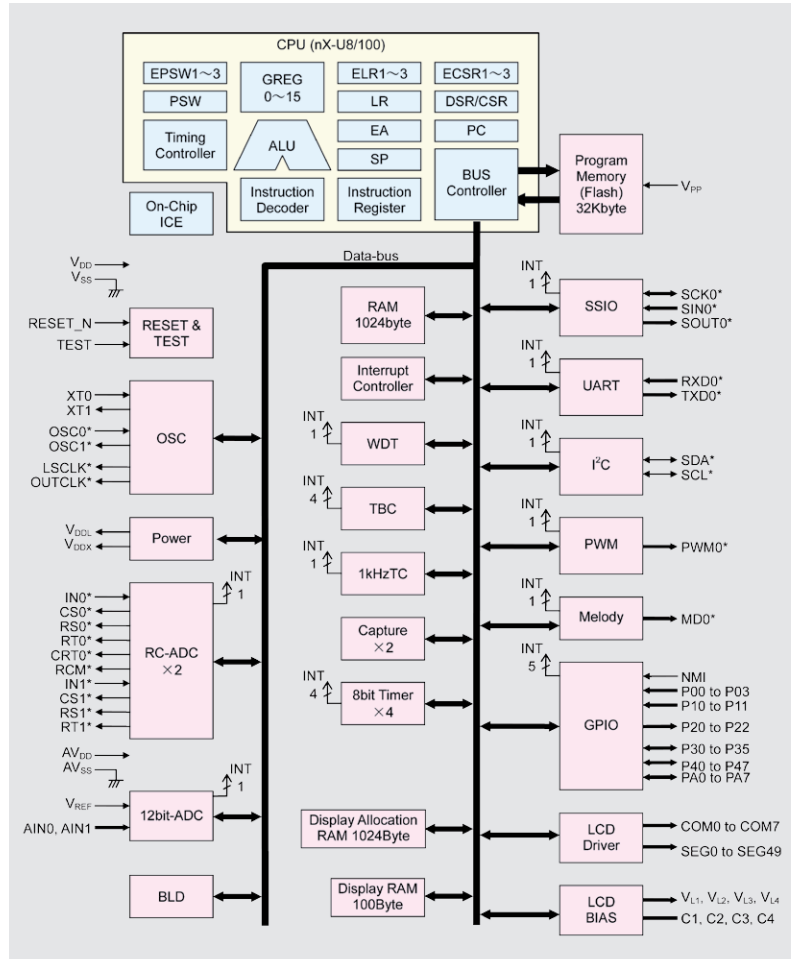 CPU (nX-U8/100)
EPSW1～3
GREG
0～15
ELR1～3
ECSR1～3
PSW
LR
DSR/CSR
Timing
Controller
ALU
EA
PC
SP
BUS
Controller
Instruction
Decoder
Instruction
Register
On-Chip
ICE
Program
Memory
(Flash)
32Kbyte
VPP
Data-bus
VDD
VSS
RESET_N
TEST
RESET &
TEST
XT0
XT1
OSC0*
OSC1*
LSCLK*
OUTCLK*
OSC
VDDL
VDDX
Power
IN0*
CS0*
RS0*
RT0*
CRT0*
RCM*
IN1*
CS1*
RS1*
RT1*
RC-ADC
×2
INT
1
AVDD
AVSS
VREF
AIN0, AIN1
12bit-ADC
INT
1
BLD
RAM
1024byte
Interrupt
Controller
INT
1
WDT
INT
4
TBC
INT
1
1kHzTC
Capture
×2
INT
4
8bit Timer
×4
Display Allocation
RAM 1024Byte
Display RAM
100Byte
INT
1
SSIO
SCK0*
SIN0*
SOUT0*
INT
1
UART
RXD0*
TXD0*
INT
1
I2C
SDA*
SCL*
INT
1
PWM
PWM0*
INT
1
Melody
MD0*
INT
5
GPIO
NMI
P00 to P03
P10 to P11
P20 to P22
P30 to P35
P40 to P47
PA0 to PA7
LCD
Driver
COM0 to COM7
SEG0 to SEG49
LCD
BIAS
VL1, VL2, VL3, VL4
C1, C2, C3, C4